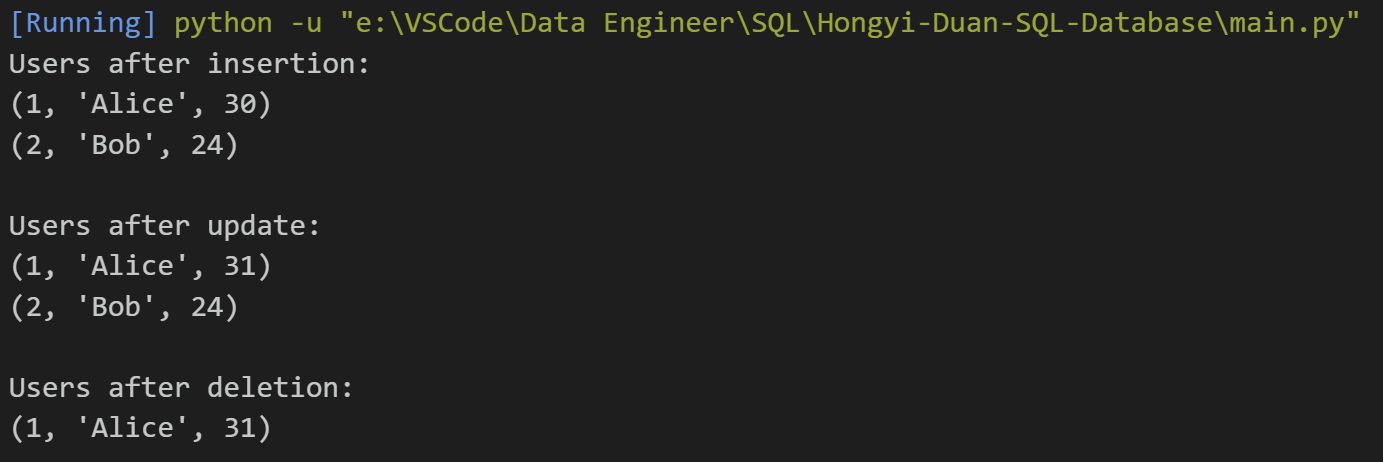 [Running] python -u "e:\VSCode\Data Engineer\SQL\Hongyi-Duan-SQL-Database\main.py"
Users after insertion:
(1, 'Alice', 30)
(2, 'Bob', 24)
Users after update:
(1, 'Alice', 31)
(2, 'Bob', 24)
Users after deletion:
(1, 'Alice', 31)